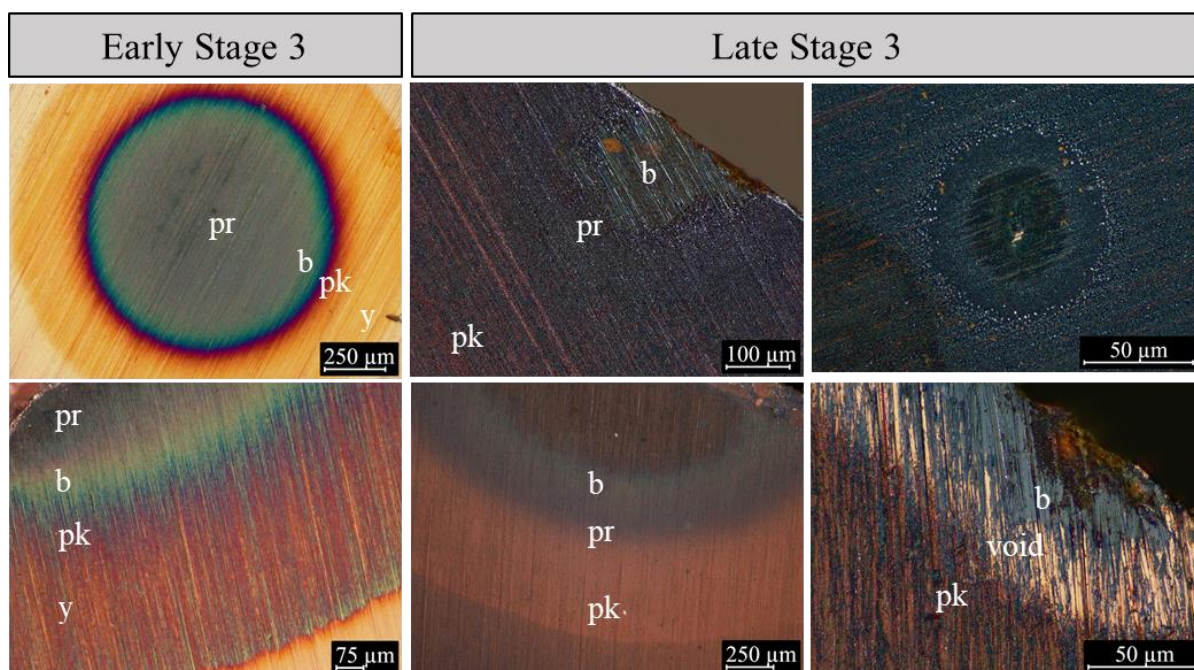 Early Stage 3
Late Stage 3
pr
b
pk
y
250 µm
b
pr
pk
100 µm
50 µm
pr
b
pk
y
75 µm
b
pr
pk
250 µm
b
void
pk
50 µm